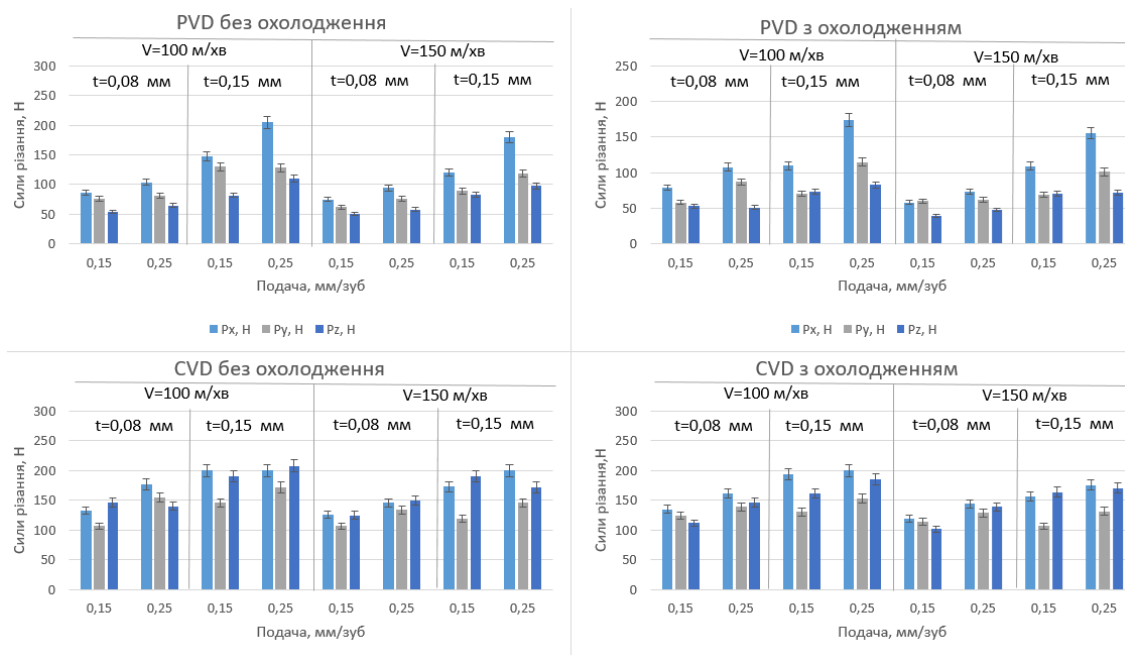 PVD без охолодження
V=100 м/хв V=150 м/хв
t=0,08 мм t=0,15 мм t=0,08 мм t=0,15 мм
Сили різання, Н
300
250
200
150
100
50
0
0,15 0,25 0,15 0,25 0,15 0,25 0,15 0,25
Подача, мм/зуб
Px, Н Py, Н Pz, Н
PVD з охолодженням
V=100 м/хв V=150 м/хв
t=0,08 мм t=0,15 мм t=0,08 мм t=0,15 мм
Сили різання, Н
250
200
150
100
50
0
0,15 0,25 0,15 0,25 0,15 0,25 0,15 0,25
Подача, мм/зуб
Px, Н Py, Н Pz, Н
CVD без охолодження
V=100 м/хв V=150 м/хв
t=0,08 мм t=0,15 мм t=0,08 мм t=0,15 мм
Сили різання, Н
300
250
200
150
100
50
0
0,15 0,25 0,15 0,25 0,15 0,25 0,15 0,25
Подача, мм/зуб
CVD з охолодженням
V=100 м/хв V=150 м/хв
t=0,08 мм t=0,15 мм t=0,08 мм t=0,15 мм
Сили різання,Н
300
250
200
150
100
50
0
0,15 0,25 0,15 0,25 0,15 0,25 0,15 0,25
Подача, мм/зуб